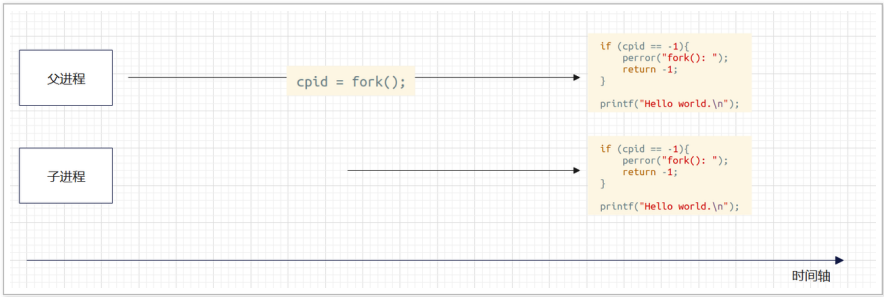 父进程
cpid = fork();
if (cpid == -1){
    perror("fork(): ");
    return -1;
}
printf("Hello world.\n");
子进程
if (cpid == -1){
    perror("fork(): ");
    return -1;
}
printf("Hello world.\n");
时间轴